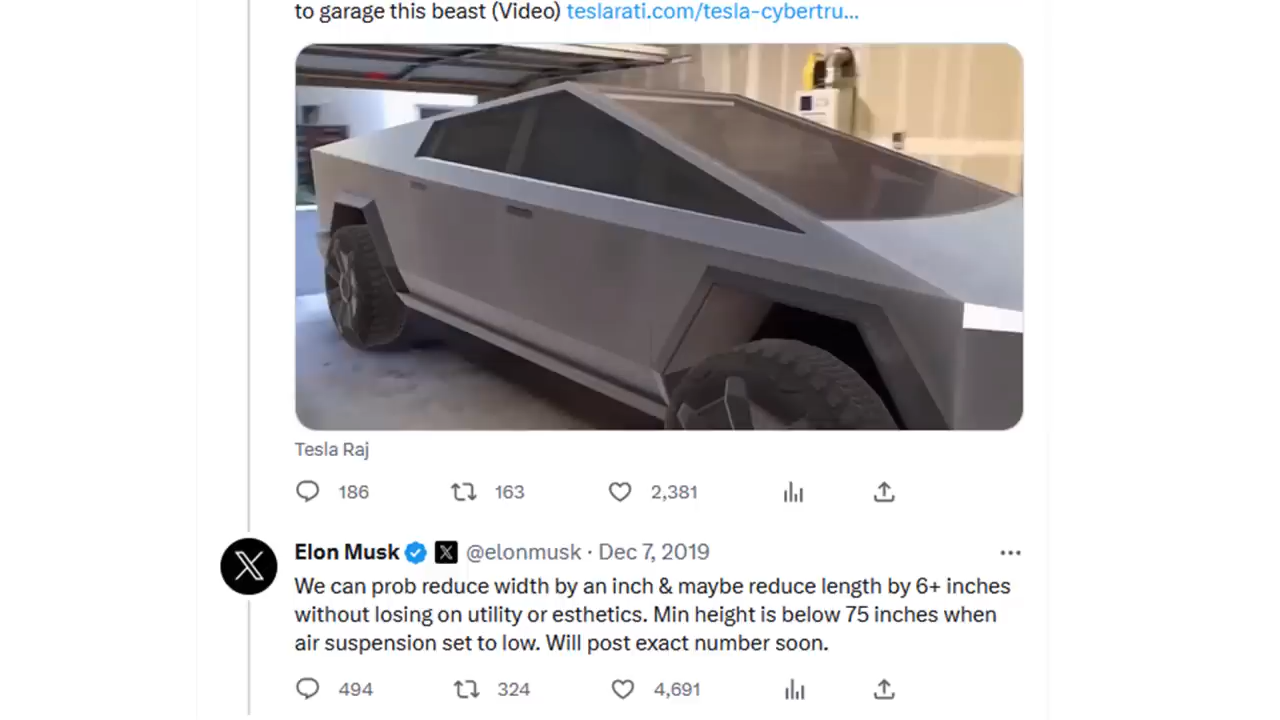 to garage this beast (Video) teslarati.com/tesla-cybertru...
Tesla Raj
186 163 2,381
Elon Musk @elonmusk · Dec 7, 2019
We can prob reduce width by an inch & maybe reduce length by 6+ inches
without losing on utility or esthetics. Min height is below 75 inches when
air suspension set to low. Will post exact number soon.
494 324 4,691